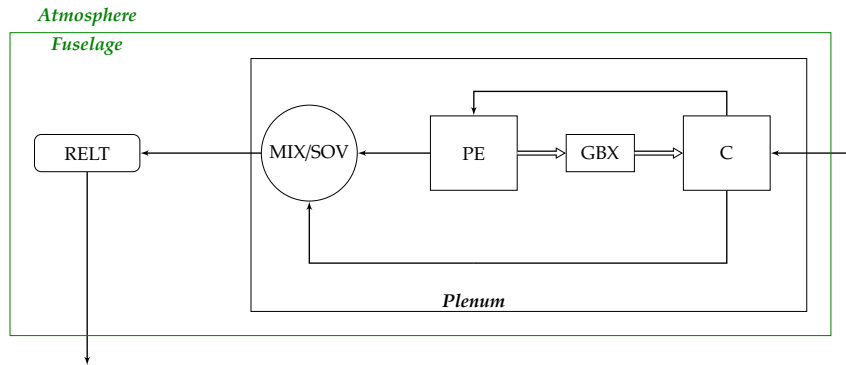 Atmosphere
Fuselage
RELT
MIX/SOV
PE
GBX
C
Plenum